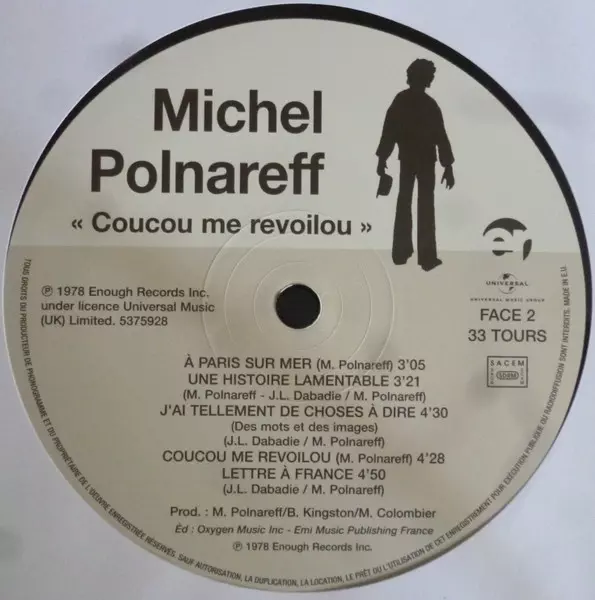 Michel
Polnareff
« Coucou me revoilou »
er
UNIVERSAL
UNIVERSAL MUSIC GROUP
℗ 1978 Enough Records Inc.
under licence Universal Music
(UK) Limited. 5375928
FACE 2
33 TOURS
SACEM
SDRM
À PARIS SUR MER (M. Polnareff) 3'05
UNE HISTOIRE LAMENTABLE 3'21
(M. Polnareff - J.L. Dabadie / M. Polnareff)
J'AI TELLEMENT DE CHOSES À DIRE 4'30
(Des mots et des images)
(J.L. Dabadie / M. Polnareff)
COUCOU ME REVOILOU (M. Polnareff) 4'28
LETTRE À FRANCE 4'50
(J.L. Dabadie / M. Polnareff)
Prod. : M. Polnareff/B. Kingston/M. Colombier
Éd : Oxygen Music Inc - Emi Music Publishing France
℗ 1978 Enough Records Inc.
TOUS DROITS DU PRODUCTEUR DE PHONOGRAMME ET DU PROPRIÉTAIRE DE L'OEUVRE ENREGISTRÉE RÉSERVÉS, SAUF AUTORISATION, LA DUPLICATION, LA LOCATION, LE PRÊT OU L'UTILISATION DE CET ENREGISTREMENT POUR EXÉCUTION PUBLIQUE OU RADIODIFFUSION SONT INTERDITS. MADE IN E.U.